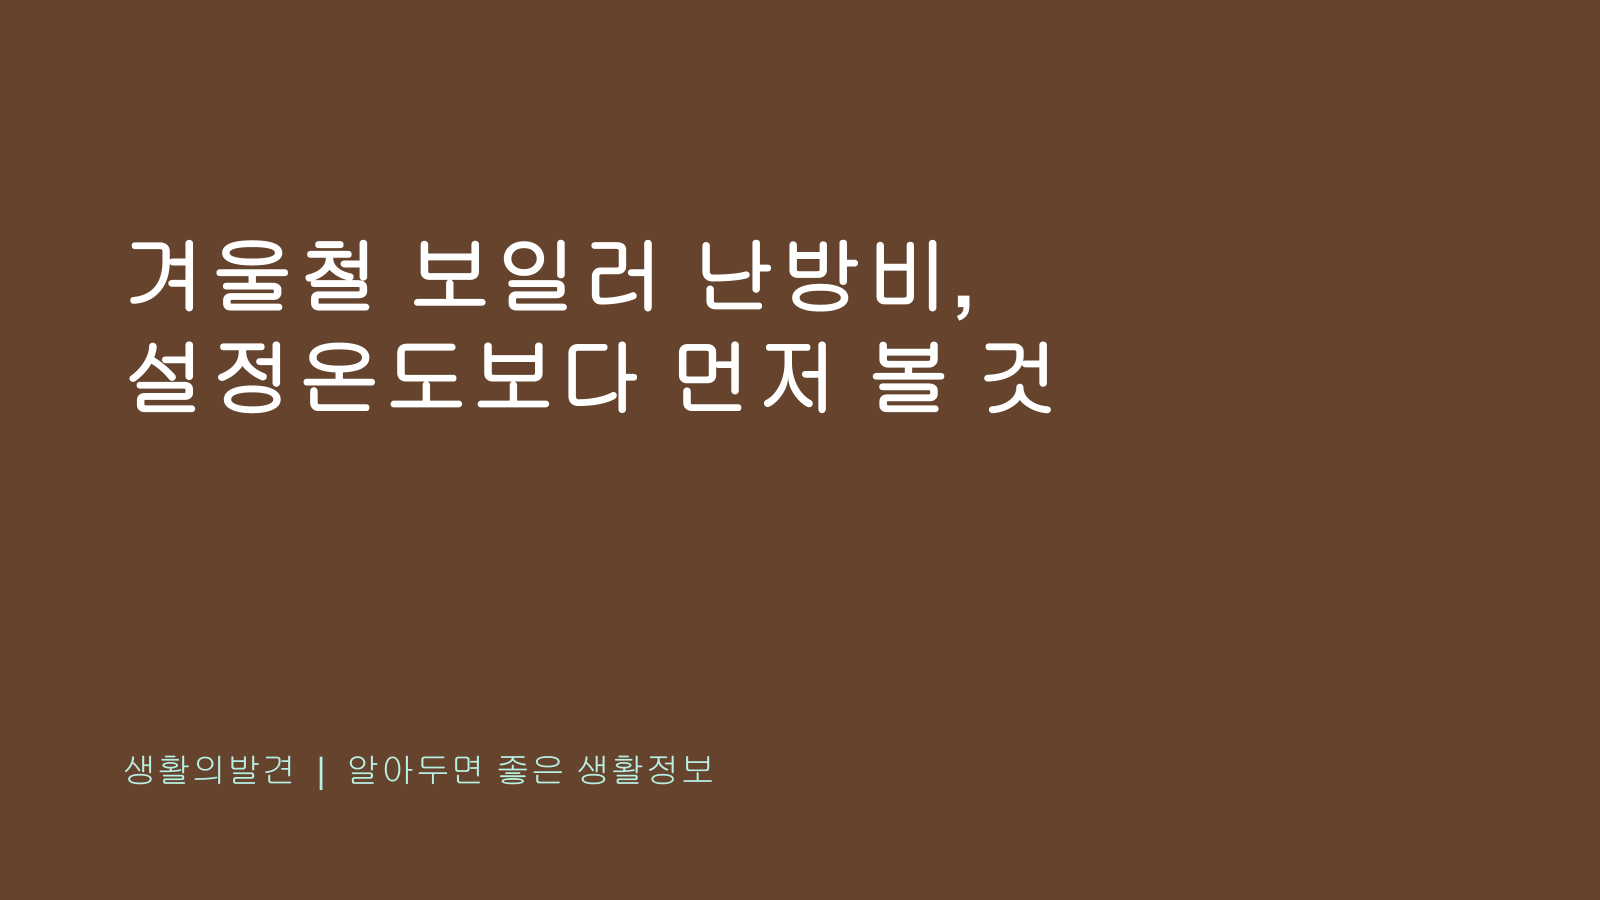 겨울철 보일러 난방비,
설정온도보다 먼저 볼 것
생활의발견 | 알아두면 좋은 생활정보